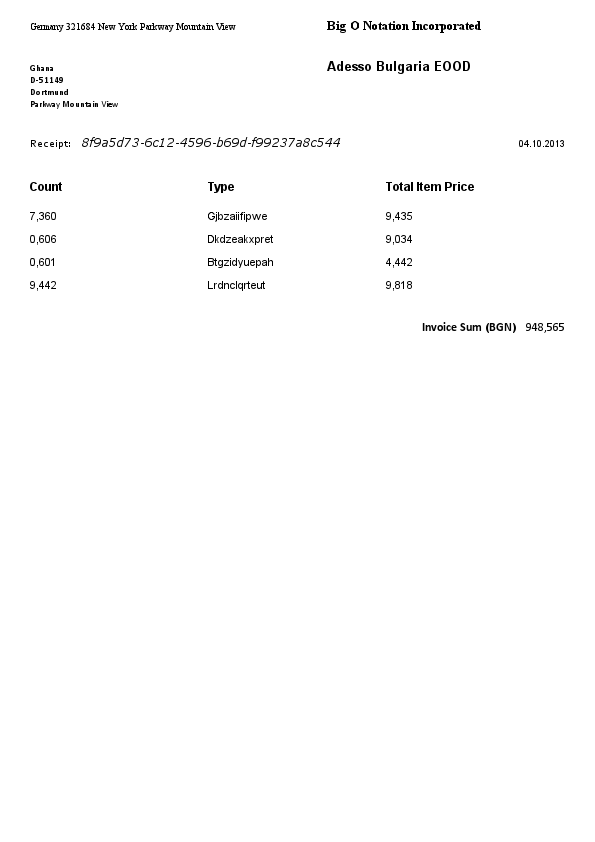 Germany 321684 New York Parkway Mountain View
Big O Notation Incorporated
Ghana
D-51149
Dortmund
Parkway Mountain View
Adesso Bulgaria EOOD
Receipt: 8f9a5d73-6c12-4596-b69d-f99237a8c544 04.10.2013
Count Type Total Item Price
7,360 Gjbzaiifipwe 9,435
0,606 Dkdzeakxpret 9,034
0,601 Btgzidyuepah 4,442
9,442 Lrdnclqrteut 9,818
Invoice Sum (BGN) 948,565